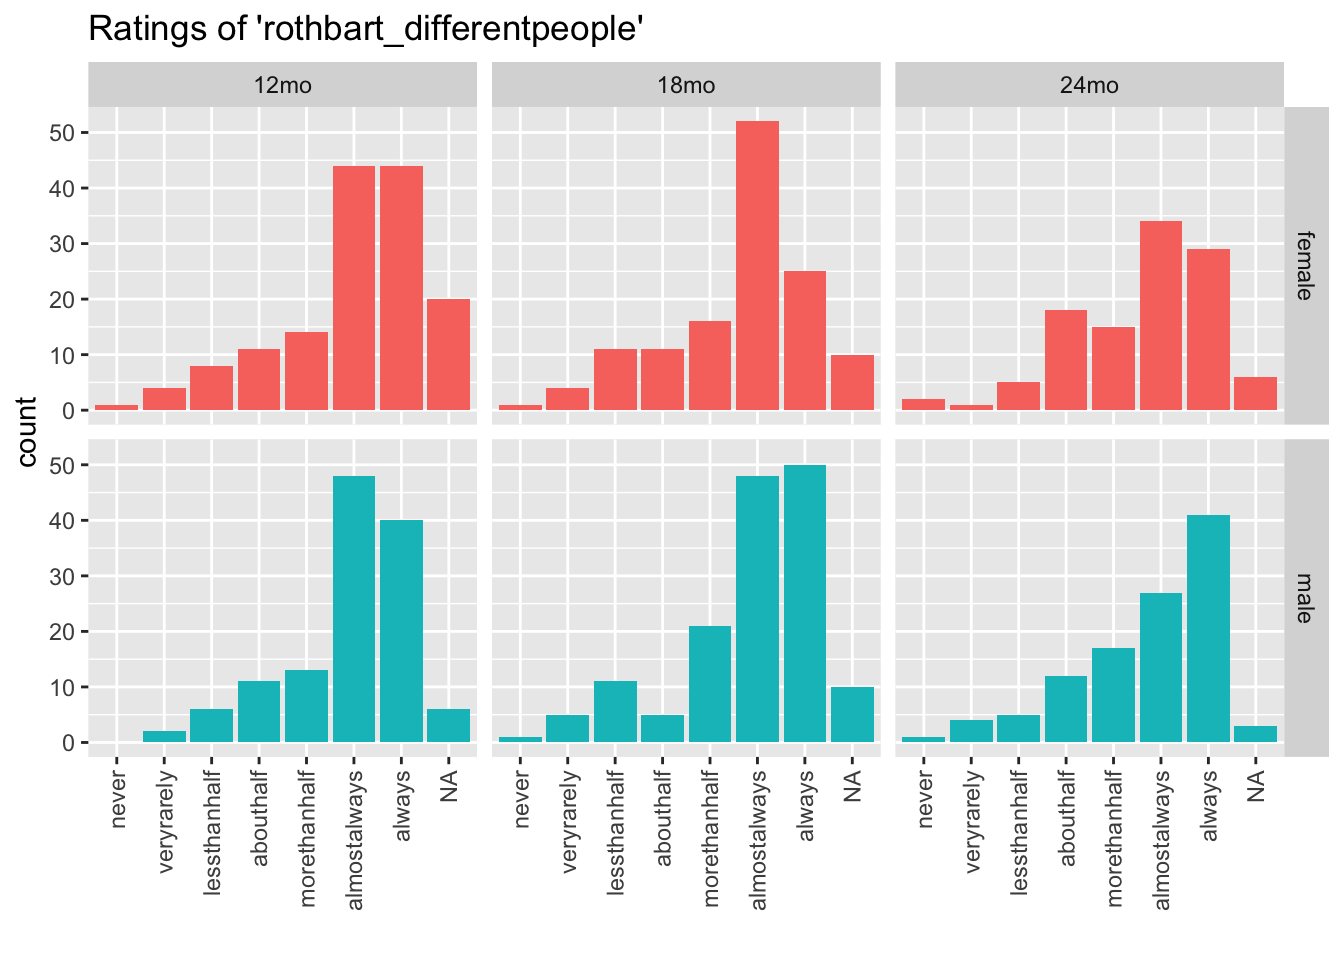 Ratings of 'rothbart_differentpeople'
12mo 18mo 24mo
50
40
30
20
10
0
female
count
50
40
30
20
10
0
male
never veryrarely lessthanhalf abouthalf morethanhalf almostalways always NA never veryrarely lessthanhalf abouthalf morethanhalf almostalways always NA never veryrarely lessthanhalf abouthalf morethanhalf almostalways always NA